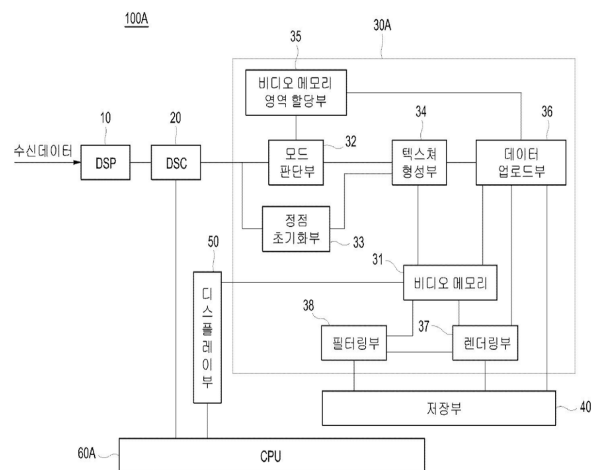 100A
30A
35
비디오 메모리
영역 할당부
10
20
34
36
32
수신데이터
DSP
DSC
모드
판단부
텍스쳐
형성부
데이터
업로드부
정점
초기화부
33
50
31
비디오 메모리
디스플레이부
38
37
필터링부
렌더링부
저장부
40
60A
CPU